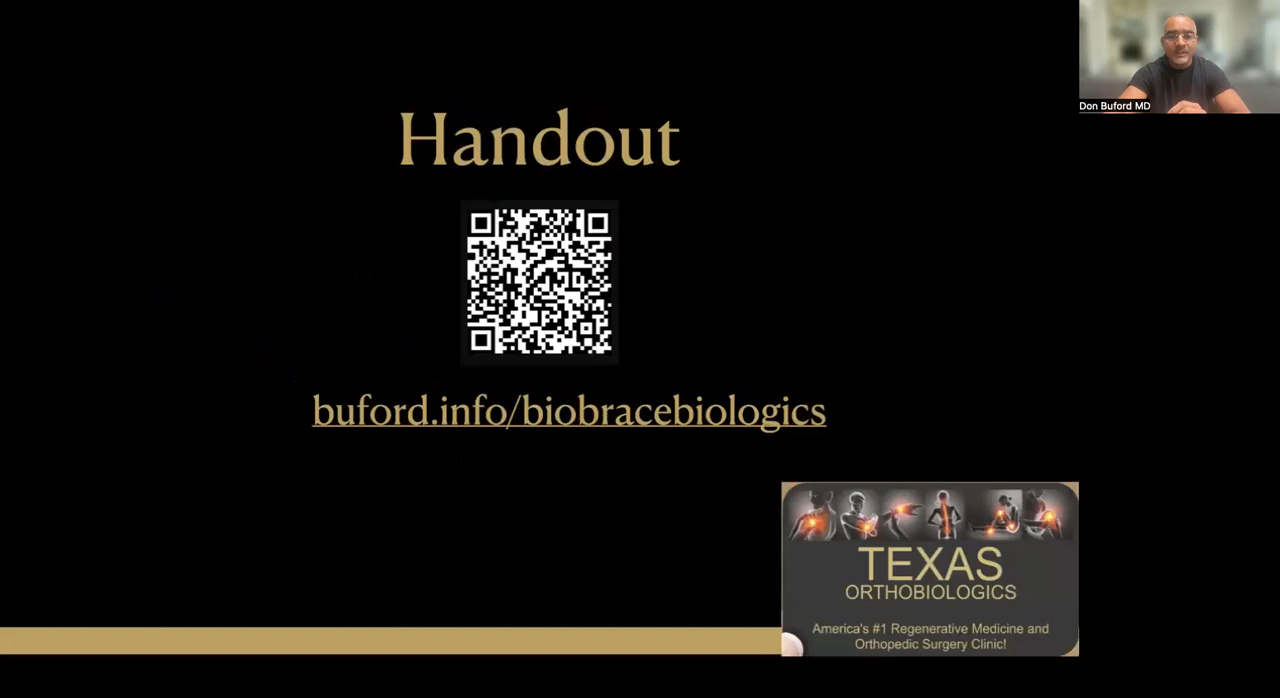 Don Buford MD
Handout
buford.info/biobracebiologics
TEXAS
ORTHOBIOLOGICS
America's #1 Regenerative Medicine and
Orthopedic Surgery Clinic!